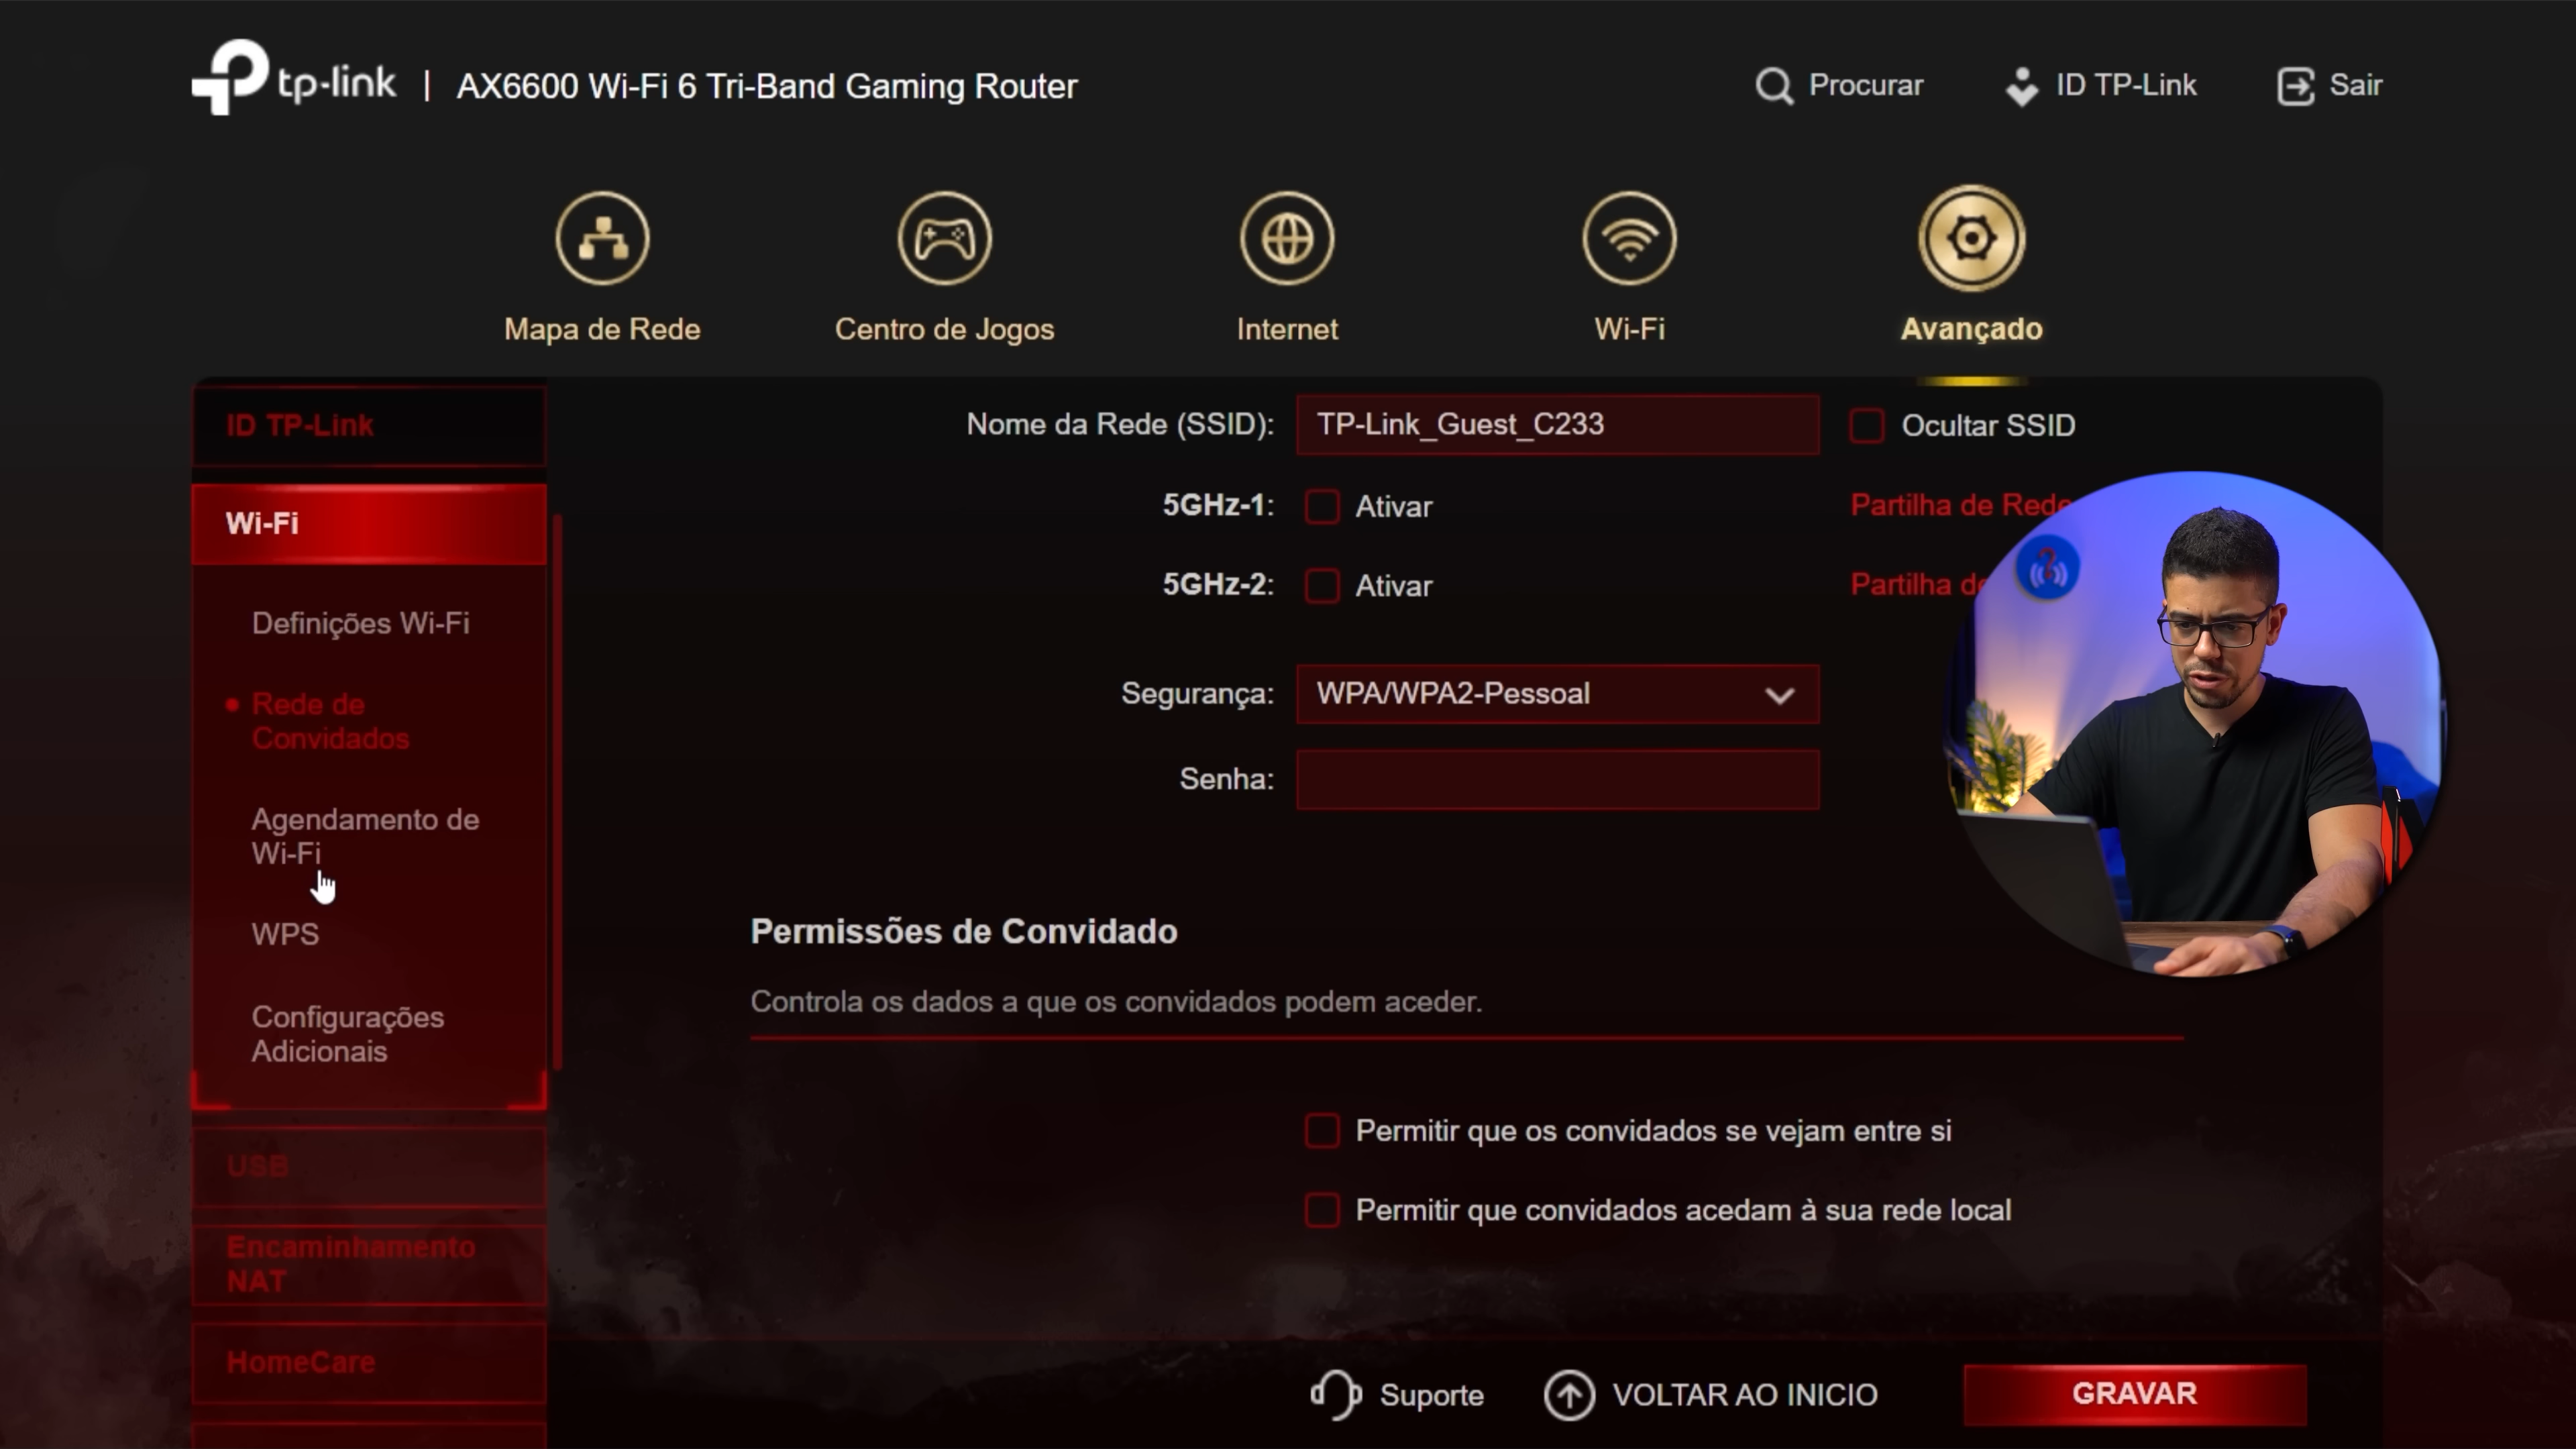 tp-link | AX6600 Wi-Fi 6 Tri-Band Gaming Router
Procurar
ID TP-Link
Sair
Mapa de Rede
Centro de Jogos
Internet
Wi-Fi
Avançado
ID TP-Link
Wi-Fi
Definições Wi-Fi
Rede de
Convidados
Agendamento de
Wi-Fi
WPS
Configurações
Adicionais
USB
Encaminhamento
NAT
HomeCare
Nome da Rede (SSID):
TP-Link_Guest_C233
Ocultar SSID
5GHz-1:
Ativar
Partilha de Rede
5GHz-2:
Ativar
Partilha de
Segurança:
WPA/WPA2-Pessoal
Senha:
Permissões de Convidado
Controla os dados a que os convidados podem aceder.
Permitir que os convidados se vejam entre si
Permitir que convidados acedam à sua rede local
Suporte
VOLTAR AO INICIO
GRAVAR